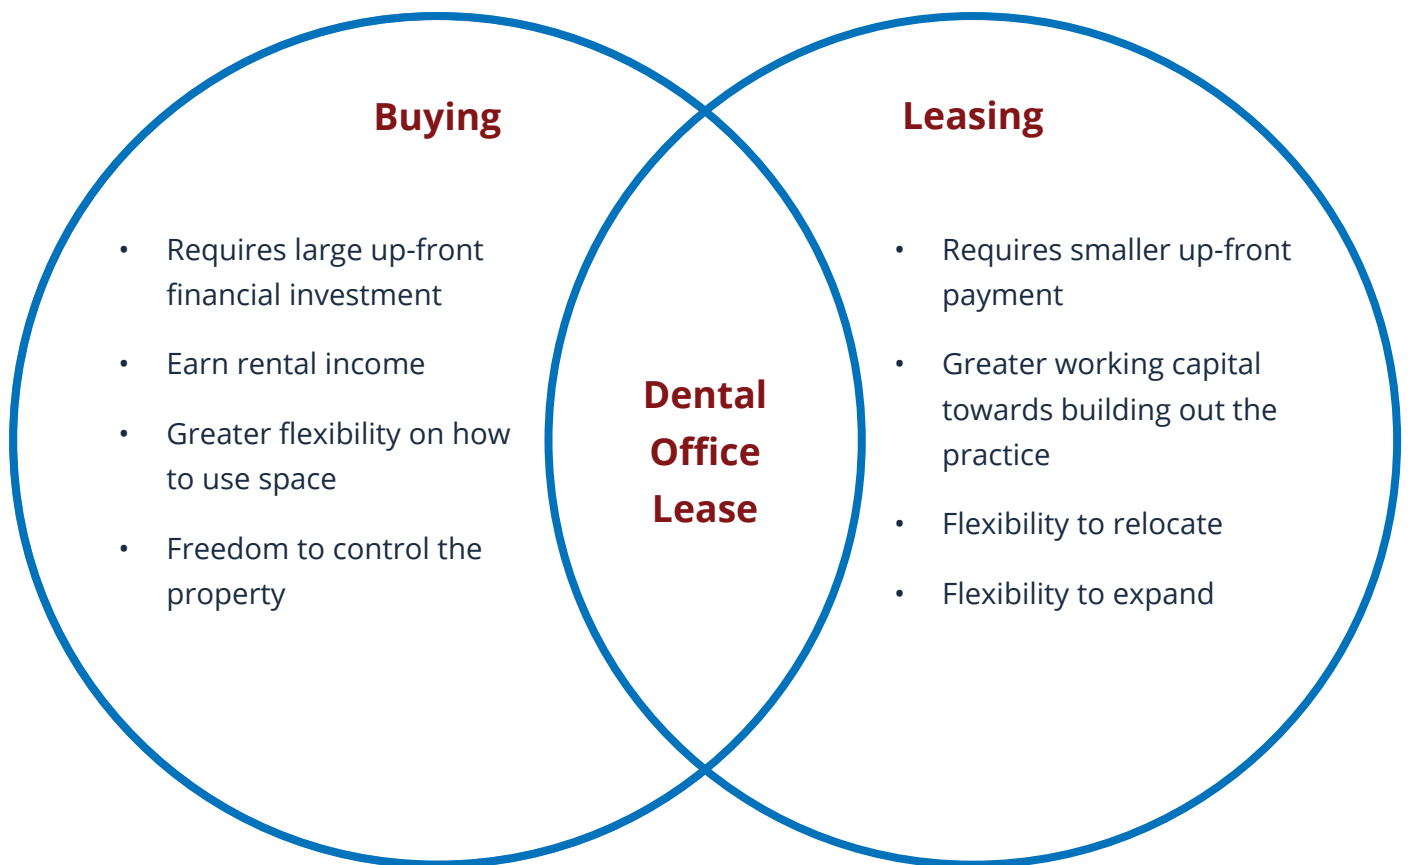 Buying
• Requires large up-front
financial investment
• Earn rental income
• Greater flexibility on how
to use space
• Freedom to control the
property
Dental
Office
Lease
Leasing
• Requires smaller up-front
payment
• Greater working capital
towards building out the
practice
• Flexibility to relocate
• Flexibility to expand